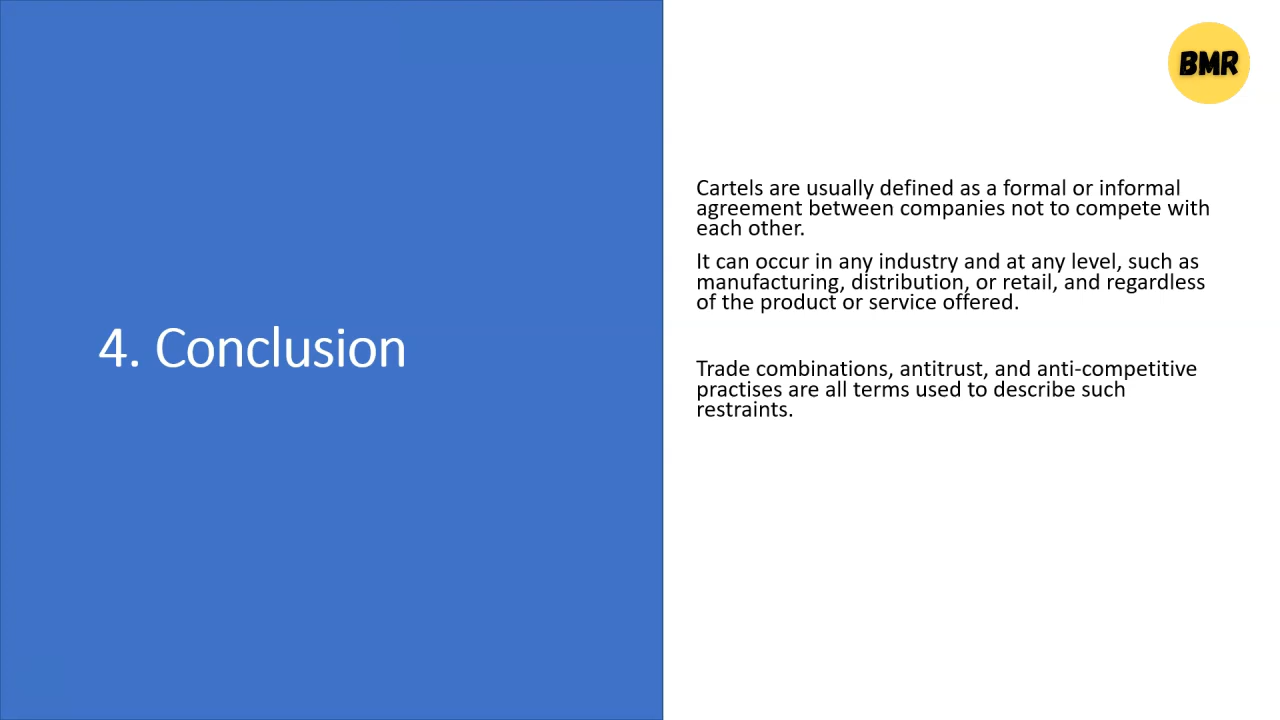 BMR
Cartels are usually defined as a formal or informal
agreement between companies not to compete with
each other.
It can occur in any industry and at any level, such as
manufacturing, distribution, or retail, and regardless
of the product or service offered.
4. Conclusion
Trade combinations, antitrust, and anti-competitive
practises are all terms used to describe such
restraints.